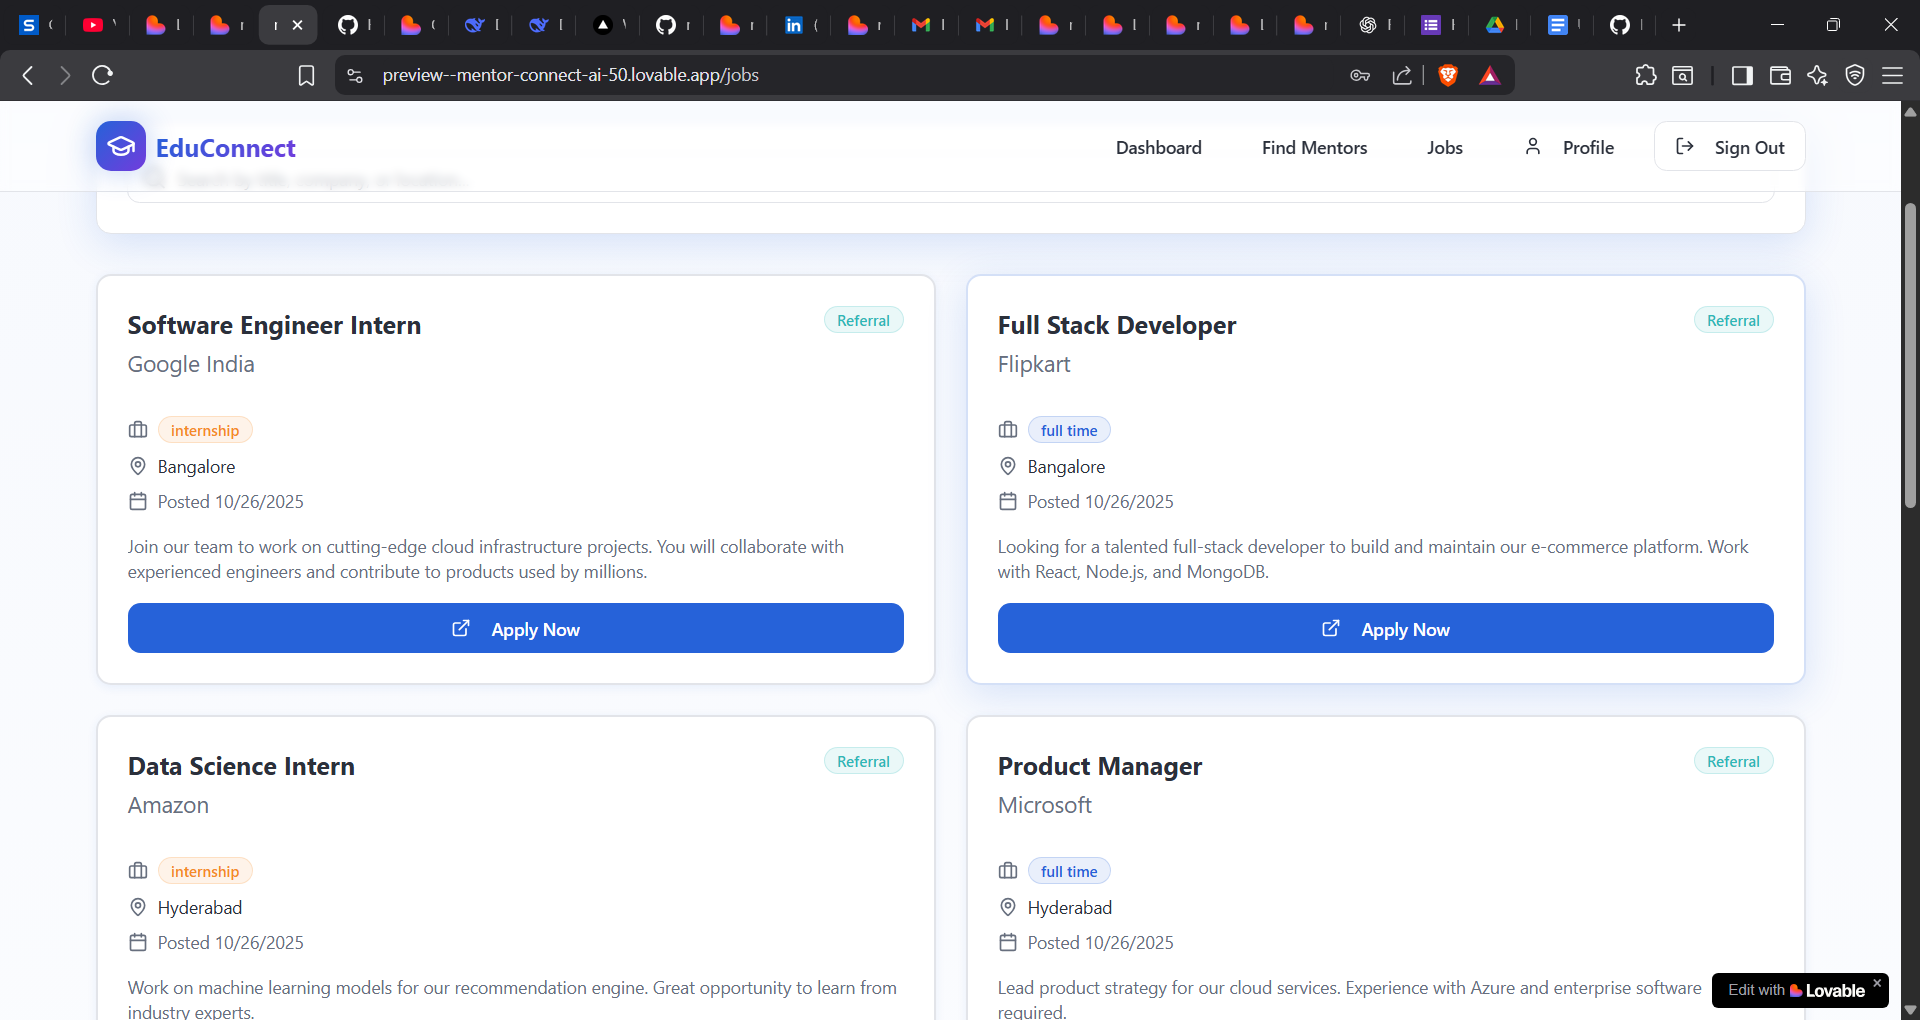 preview--mentor-connect-ai-50.lovable.app/jobs
EduConnect
Dashboard
Find Mentors
Jobs
Profile
Sign Out
Search by title, company, or location...
Software Engineer Intern
Referral
Google India
internship
Bangalore
Posted 10/26/2025
Join our team to work on cutting-edge cloud infrastructure projects. You will collaborate with
experienced engineers and contribute to products used by millions.
Apply Now
Full Stack Developer
Referral
Flipkart
full time
Bangalore
Posted 10/26/2025
Looking for a talented full-stack developer to build and maintain our e-commerce platform. Work
with React, Node.js, and MongoDB.
Apply Now
Data Science Intern
Referral
Amazon
internship
Hyderabad
Posted 10/26/2025
Work on machine learning models for our recommendation engine. Great opportunity to learn from
industry experts.
Product Manager
Referral
Microsoft
full time
Hyderabad
Posted 10/26/2025
Lead product strategy for our cloud services. Experience with Azure and enterprise software
required.
Edit with Lovable